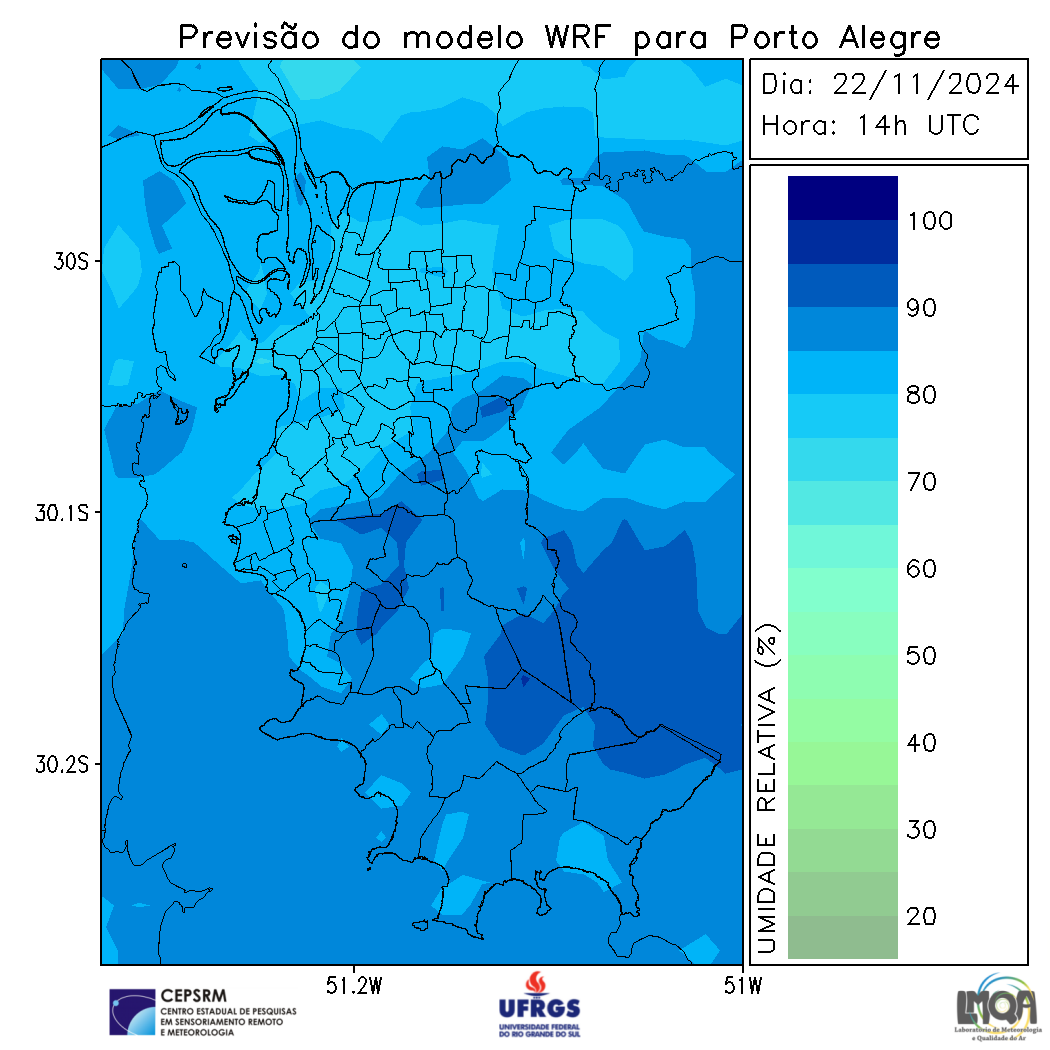 Previsão do modelo WRF para Porto Alegre
Dia: 22/11/2024
Hora: 14h UTC
100
90
80
70
60
50
40
30
20
UMIDADE RELATIVA (%)
30S
30.1S
30.2S
51.2W
51W
CEPSRM
CENTRO ESTADUAL DE PESQUISAS
EM SENSORIAMENTO REMOTO
E METEOROLOGIA
UFRGS
UNIVERSIDADE FEDERAL
DO RIO GRANDE DO SUL
LMQA
Laboratório de Meteorologia
e Qualidade do Ar